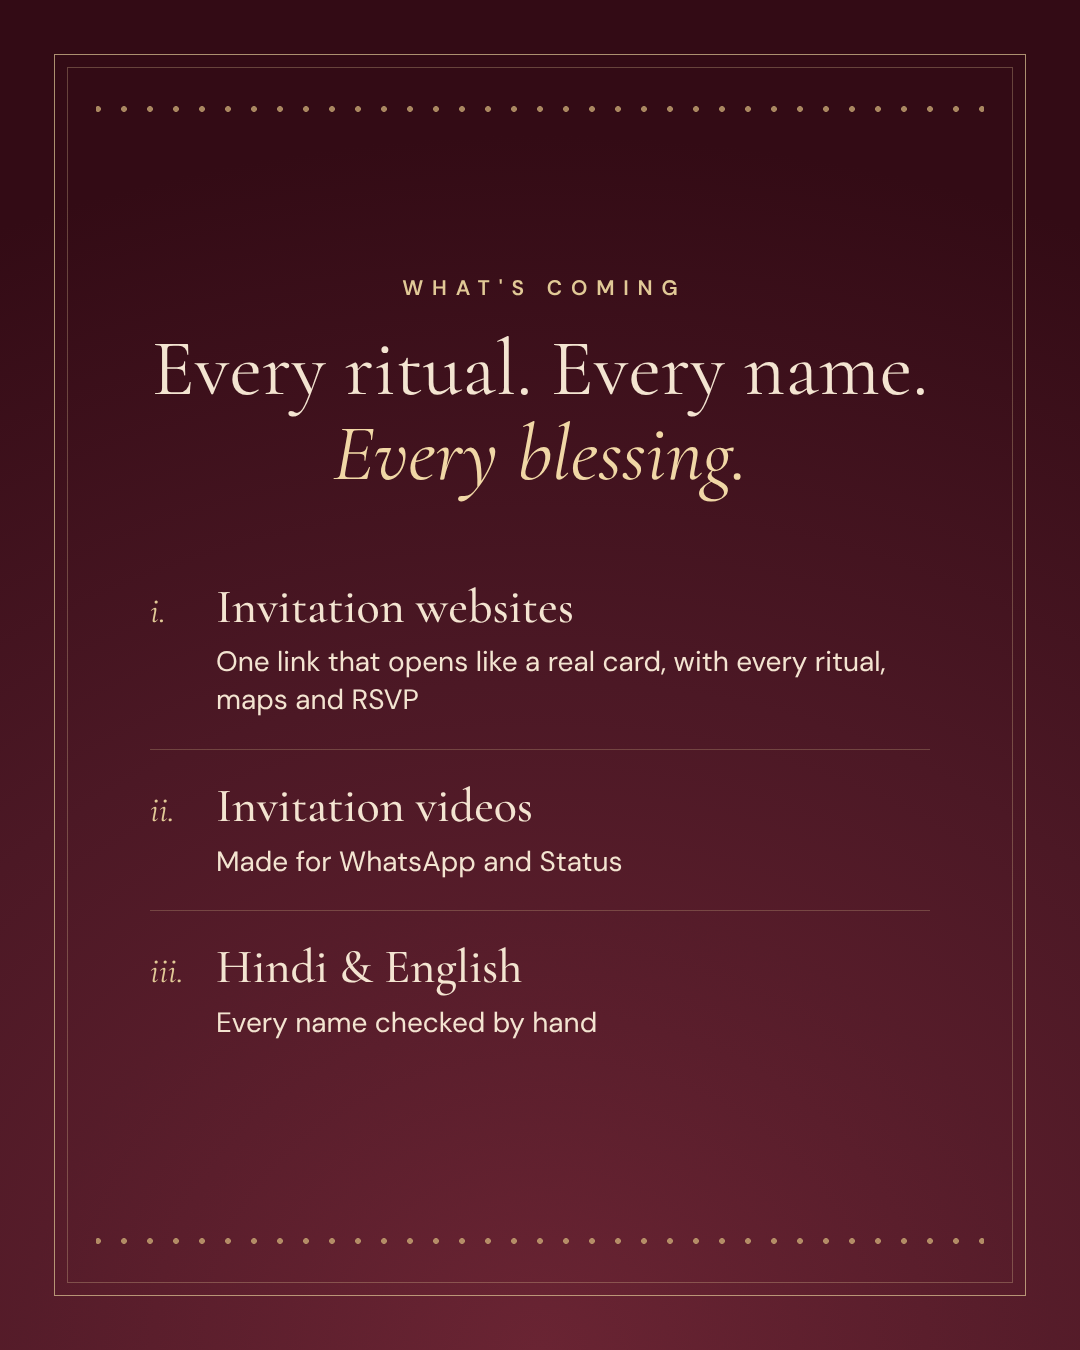 WHAT'S COMING
Every ritual. Every name.
Every blessing.
i. Invitation websites
One link that opens like a real card, with every ritual,
maps and RSVP
ii. Invitation videos
Made for WhatsApp and Status
iii. Hindi & English
Every name checked by hand